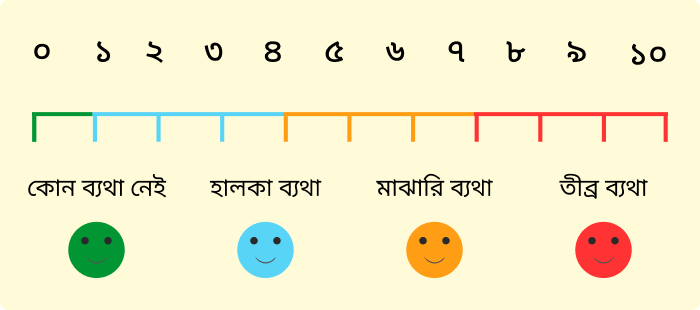 ০ ১ ২ ৩ ৪ ৫ ৬ ৭ ৮ ৯ ১০
কোন ব্যথা নেই হালকা ব্যথা মাঝারি ব্যথা তীব্র ব্যথা